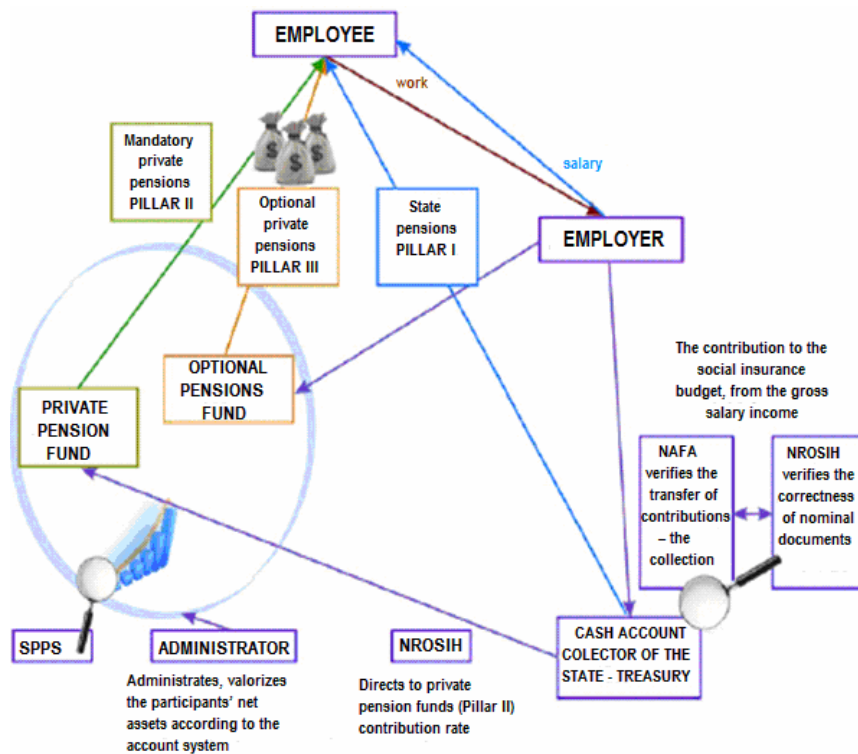 EMPLOYEE
work
salary
Mandatory
private
pensions
PILLAR II
Optional
private
pensions
PILLAR III
State
pensions
PILLAR I
EMPLOYER
OPTIONAL
PENSIONS
FUND
PRIVATE
PENSION
FUND
The contribution to the
social insurance
budget, from the gross
salary income
NAFA
verifies the
transfer of
contributions
– the
collection
NROSIH
verifies the
correctness
of nominal
documents
SPPS
ADMINISTRATOR
Administrates, valorizes
the participants' net
assets according to the
account system
NROSIH
Directs to private
pension funds (Pillar II)
contribution rate
CASH ACCOUNT
COLECTOR OF THE
STATE - TREASURY
$
$
$